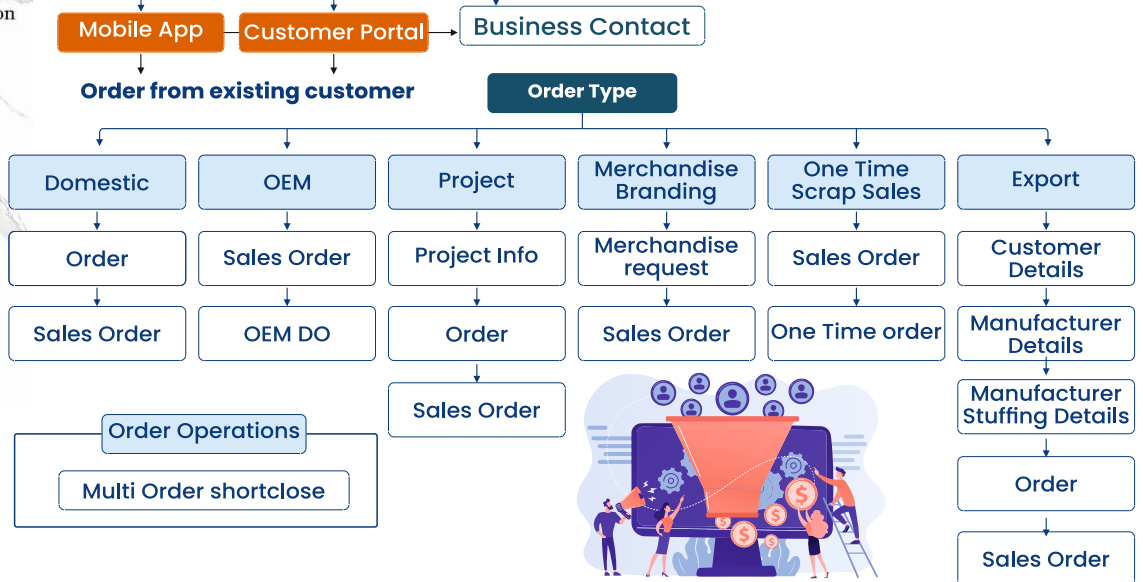 on
Mobile App
Customer Portal
Business Contact
Order from existing customer
Order Type
Domestic
OEM
Project
Merchandise
Branding
One Time
Scrap Sales
Export
Order
Sales Order
Project Info
Merchandise
request
Sales Order
Customer
Details
Sales Order
OEM DO
Order
Sales Order
One Time order
Manufacturer
Details
Sales Order
Manufacturer
Stuffing Details
Order Operations
Multi Order shortclose
Order
Sales Order